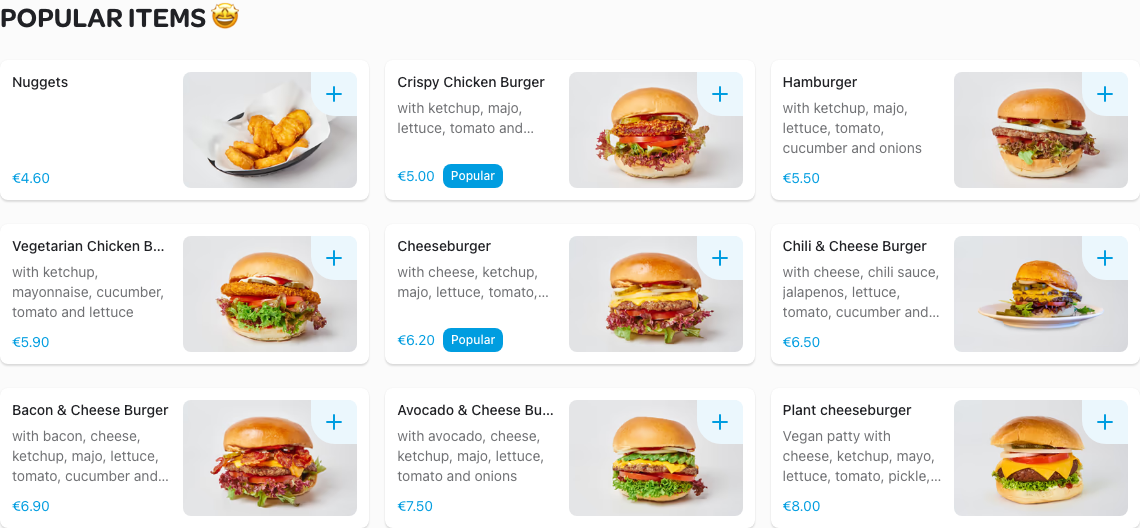 POPULAR ITEMS 🤩
Nuggets
€4.60
Crispy Chicken Burger
with ketchup, majo,
lettuce, tomato and...
€5.00 Popular
Hamburger
with ketchup, majo,
lettuce, tomato,
cucumber and onions
€5.50
Vegetarian Chicken B...
with ketchup,
mayonnaise, cucumber,
tomato and lettuce
€5.90
Cheeseburger
with cheese, ketchup,
majo, lettuce, tomato,...
€6.20 Popular
Chili & Cheese Burger
with cheese, chili sauce,
jalapenos, lettuce,
tomato, cucumber and...
€6.50
Bacon & Cheese Burger
with bacon, cheese,
ketchup, majo, lettuce,
tomato, cucumber and...
€6.90
Avocado & Cheese Bu...
with avocado, cheese,
ketchup, majo, lettuce,
tomato and onions
€7.50
Plant cheeseburger
Vegan patty with
cheese, ketchup, mayo,
lettuce, tomato, pickle,...
€8.00